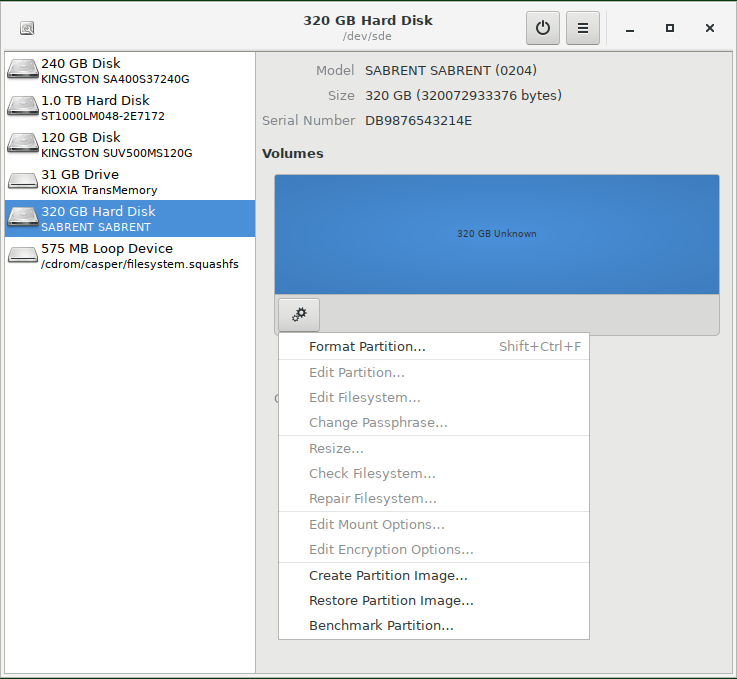 320 GB Hard Disk
/dev/sde
240 GB Disk
KINGSTON SA400S37240G
1.0 TB Hard Disk
ST1000LM048-2E7172
120 GB Disk
KINGSTON SUV500MS120G
31 GB Drive
KIOXIA TransMemory
320 GB Hard Disk
SABRENT SABRENT
575 MB Loop Device
/cdrom/casper/filesystem.squashfs
Model SABRENT SABRENT (0204)
Size 320 GB (320072933376 bytes)
Serial Number DB9876543214E
Volumes
320 GB Unknown
Format Partition... Shift+Ctrl+F
Edit Partition...
Edit Filesystem...
Change Passphrase...
Resize...
Check Filesystem...
Repair Filesystem...
Edit Mount Options...
Edit Encryption Options...
Create Partition Image...
Restore Partition Image...
Benchmark Partition...